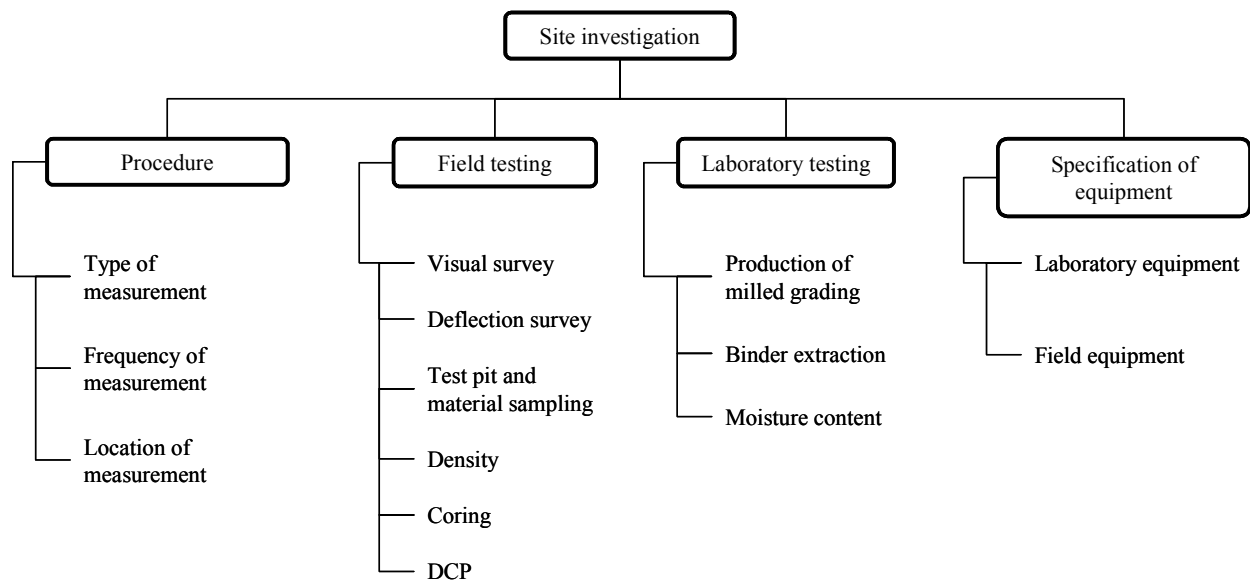 Site investigation
Procedure
Field testing
Laboratory testing
Specification of
equipment
Type of
measurement
Frequency of
measurement
Location of
measurement
Visual survey
Deflection survey
Test pit and
material sampling
Density
Coring
DCP
Production of
milled grading
Binder extraction
Moisture content
Laboratory equipment
Field equipment